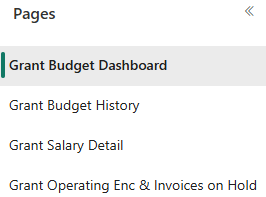 Pages
Grant Budget Dashboard
Grant Budget History
Grant Salary Detail
Grant Operating Enc & Invoices on Hold